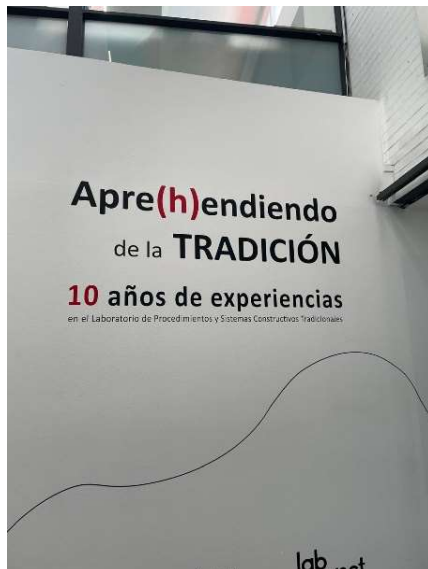 Apre(h)endiendo
de la TRADICIÓN
10 años de experiencias
en el Laboratorio de Procedimientos y Sistemas Constructivos Tradicionales
lab